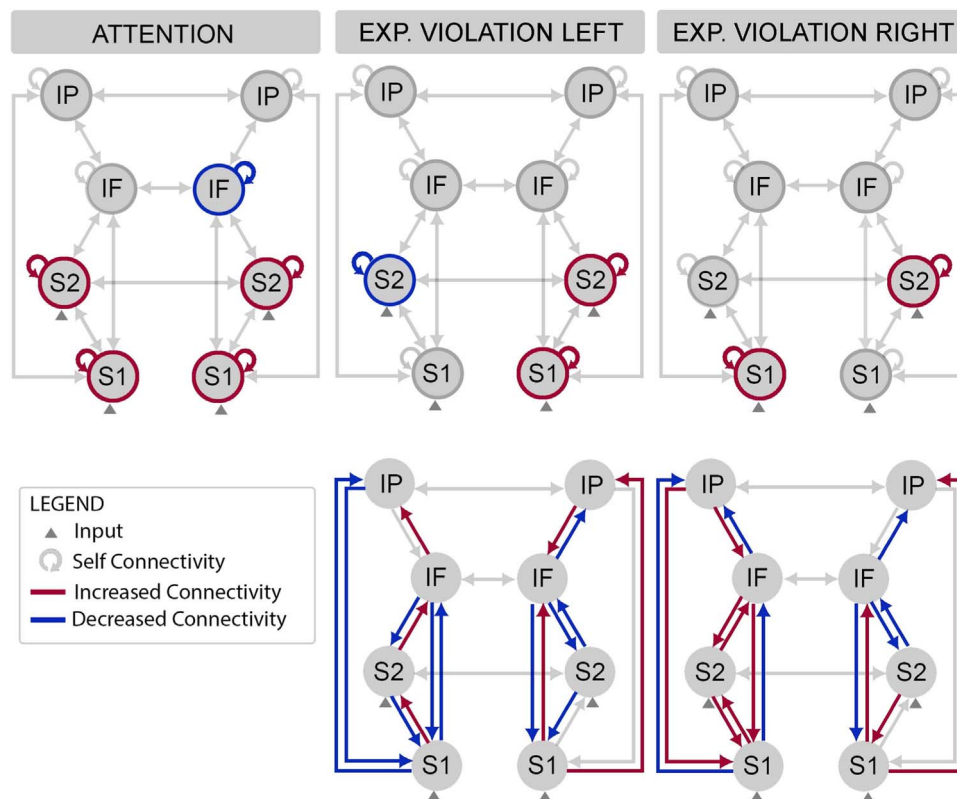 ATTENTION
EXP. VIOLATION LEFT
EXP. VIOLATION RIGHT
IP IP IP IP IP IP
IF IF IF IF IF IF
S2 S2 S2 S2 S2 S2
S1 S1 S1 S1 S1 S1
LEGEND
Input
Self Connectivity
Increased Connectivity
Decreased Connectivity
IP IP IP IP
IF IF IF IF
S2 S2 S2 S2
S1 S1 S1 S1